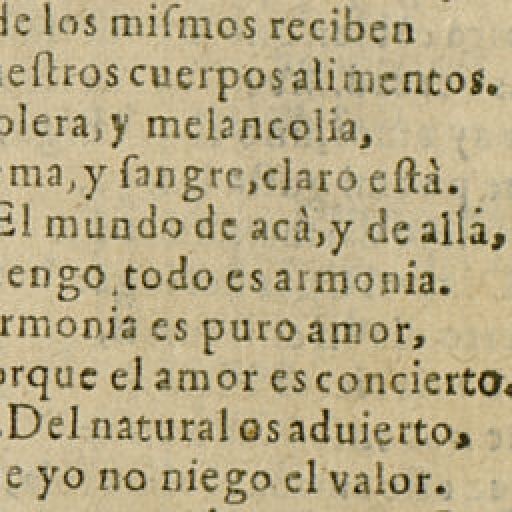 de los miſmos reciben
ueſtros cuerpos alimentos.
olera, y melancolia,
ma, y ſangre, claro eſtà.
El mundo de acà, y de allà,
engo, todo es armonia.
rmonia es puro amor,
orque el amor es concierto.
.Del natural os aduierto,
e yo no niego el valor.